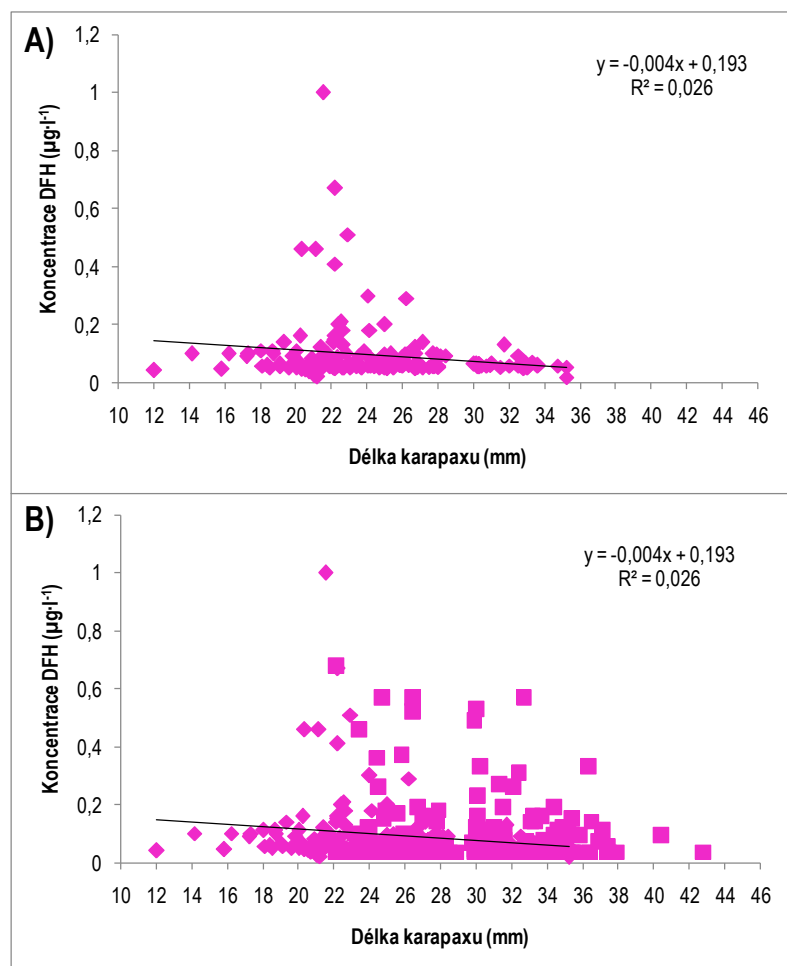 A)
y = -0,004x + 0,193
R² = 0,026
Koncentrace DFH (µg·l⁻¹)
1,2
1
0,8
0,6
0,4
0,2
0
10 12 14 16 18 20 22 24 26 28 30 32 34 36 38 40 42 44 46
Délka karapaxu (mm)
B)
y = -0,004x + 0,193
R² = 0,026
Koncentrace DFH (µg·l⁻¹)
1,2
1
0,8
0,6
0,4
0,2
0
10 12 14 16 18 20 22 24 26 28 30 32 34 36 38 40 42 44 46
Délka karapaxu (mm)